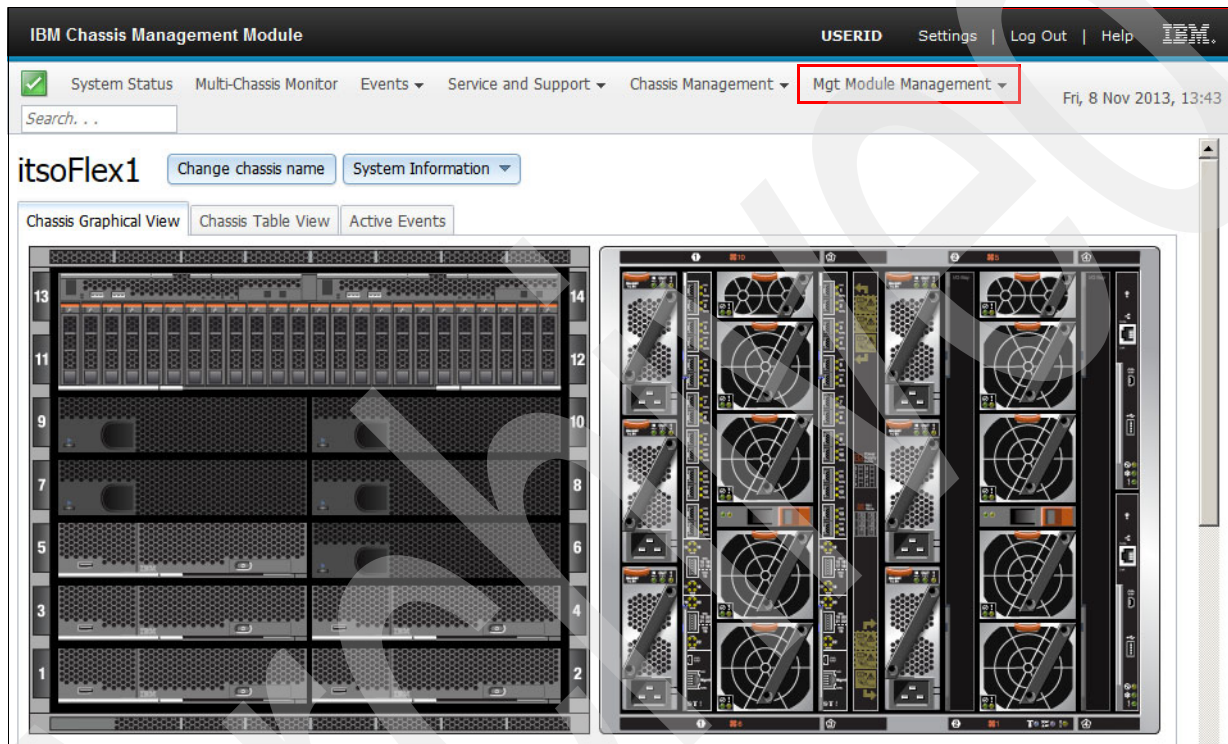 IBM Chassis Management Module
USERID Settings | Log Out | Help IBM
System Status Multi-Chassis Monitor Events Service and Support Chassis Management Mgt Module Management
Fri, 8 Nov 2013, 13:43
Search. . .
itsoFlex1 Change chassis name System Information
Chassis Graphical View Chassis Table View Active Events
13 14
11 12
9 10
7 8
5 6
3 4
1 2